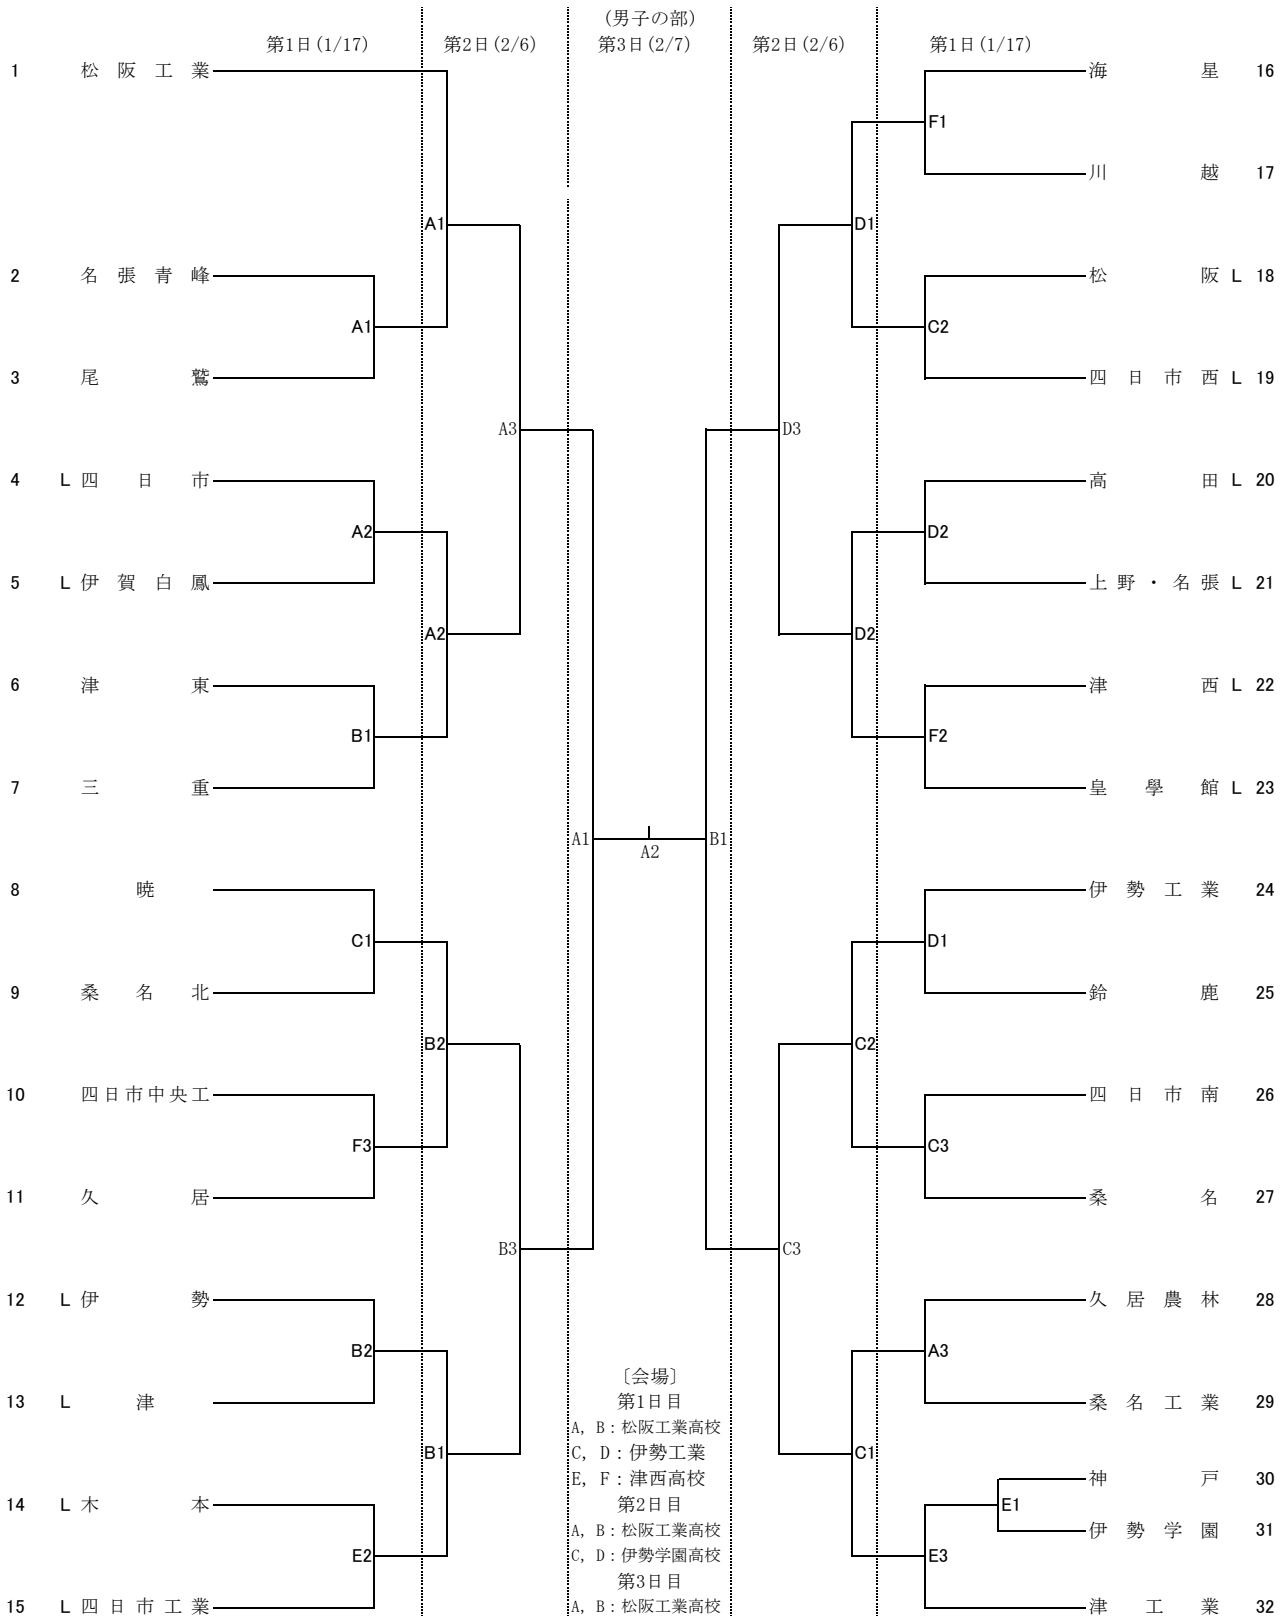 (男子の部)
第1日(1/17) 第2日(2/6) 第3日(2/7) 第2日(2/6) 第1日(1/17)
1 松阪工業 海星 16
F1
川越 17
A1 D1
2 名張青峰 松阪 L 18
A1 C2
3 尾鷲 四日市西 L 19
A3 D3
4 L 四日市 高田 L 20
A2 D2
5 L 伊賀白鳳 上野・名張 L 21
A2 D2
6 津東 津西 L 22
B1 F2
7 三重 皇學館 L 23
A1 A2 B1
8 暁 伊勢工業 24
C1 D1
9 桑名北 鈴鹿 25
B2 C2
10 四日市中央工 四日市南 26
F3 C3
11 久居 桑名 27
B3 C3
12 L 伊勢 久居農林 28
B2 A3
〔会場〕
第1日目
13 L 津 桑名工業 29
A, B：松阪工業高校
B1 C, D：伊勢工業 C1
E, F：津西高校 神戸 30
14 L 木本 第2日目 E1
A, B：松阪工業高校 伊勢学園 31
E2 C, D：伊勢学園高校 E3
第3日目
15 L 四日市工業 A, B：松阪工業高校 津工業 32